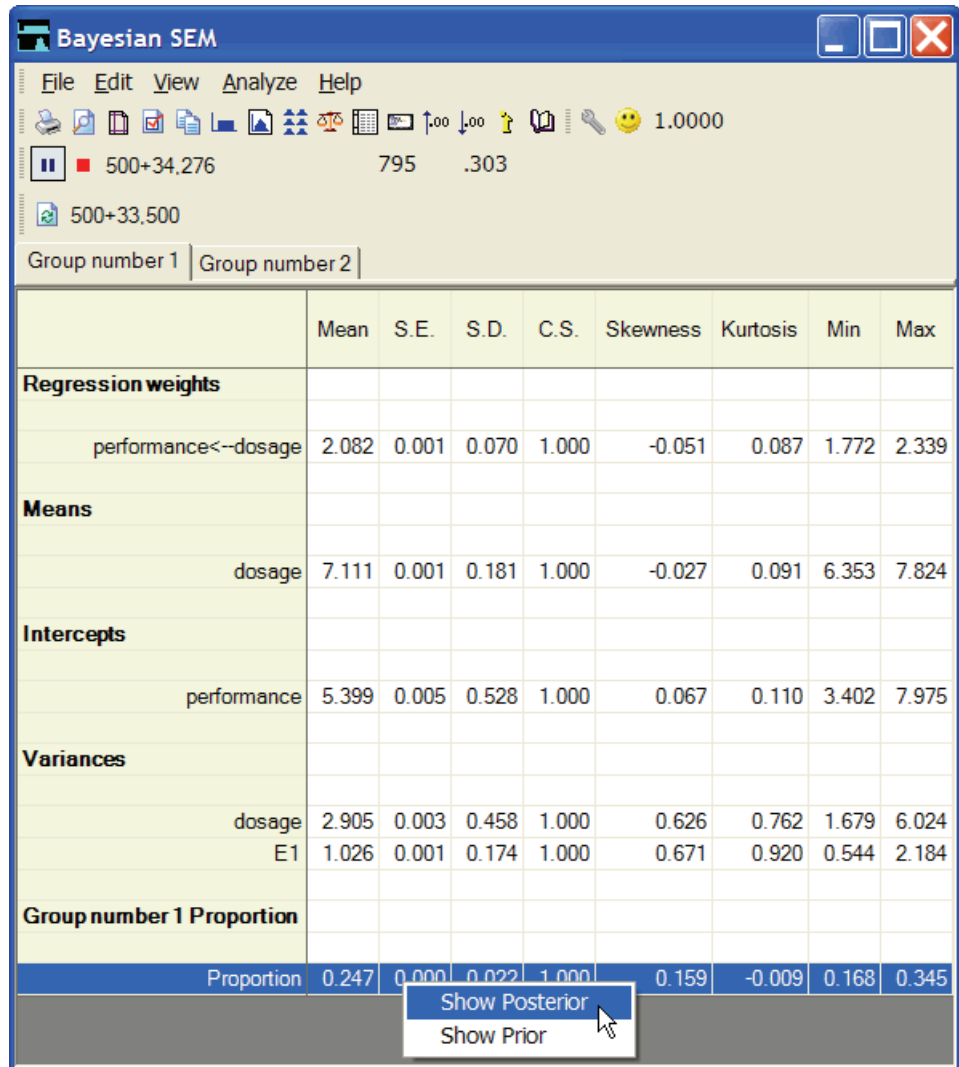 Bayesian SEM
File Edit View Analyze Help
1.0000
500+34,276 795 .303
500+33,500
Group number 1 Group number 2
Mean S.E. S.D. C.S. Skewness Kurtosis Min Max
Regression weights
performance<--dosage 2.082 0.001 0.070 1.000 -0.051 0.087 1.772 2.339
Means
dosage 7.111 0.001 0.181 1.000 -0.027 0.091 6.353 7.824
Intercepts
performance 5.399 0.005 0.528 1.000 0.067 0.110 3.402 7.975
Variances
dosage 2.905 0.003 0.458 1.000 0.626 0.762 1.679 6.024
E1 1.026 0.001 0.174 1.000 0.671 0.920 0.544 2.184
Group number 1 Proportion
Proportion 0.247 0.000 0.022 1.000 0.159 -0.009 0.168 0.345
Show Posterior
Show Prior